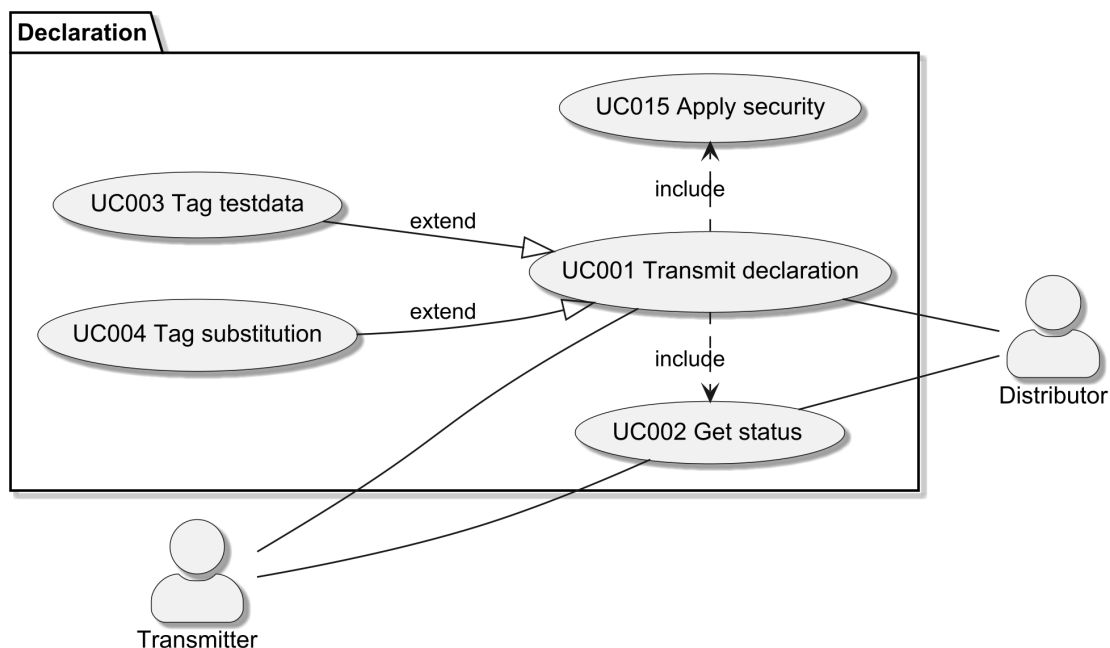 Declaration
UC015 Apply security
include
UC003 Tag testdata
extend
UC001 Transmit declaration
extend
UC004 Tag substitution
include
Distributor
UC002 Get status
Transmitter